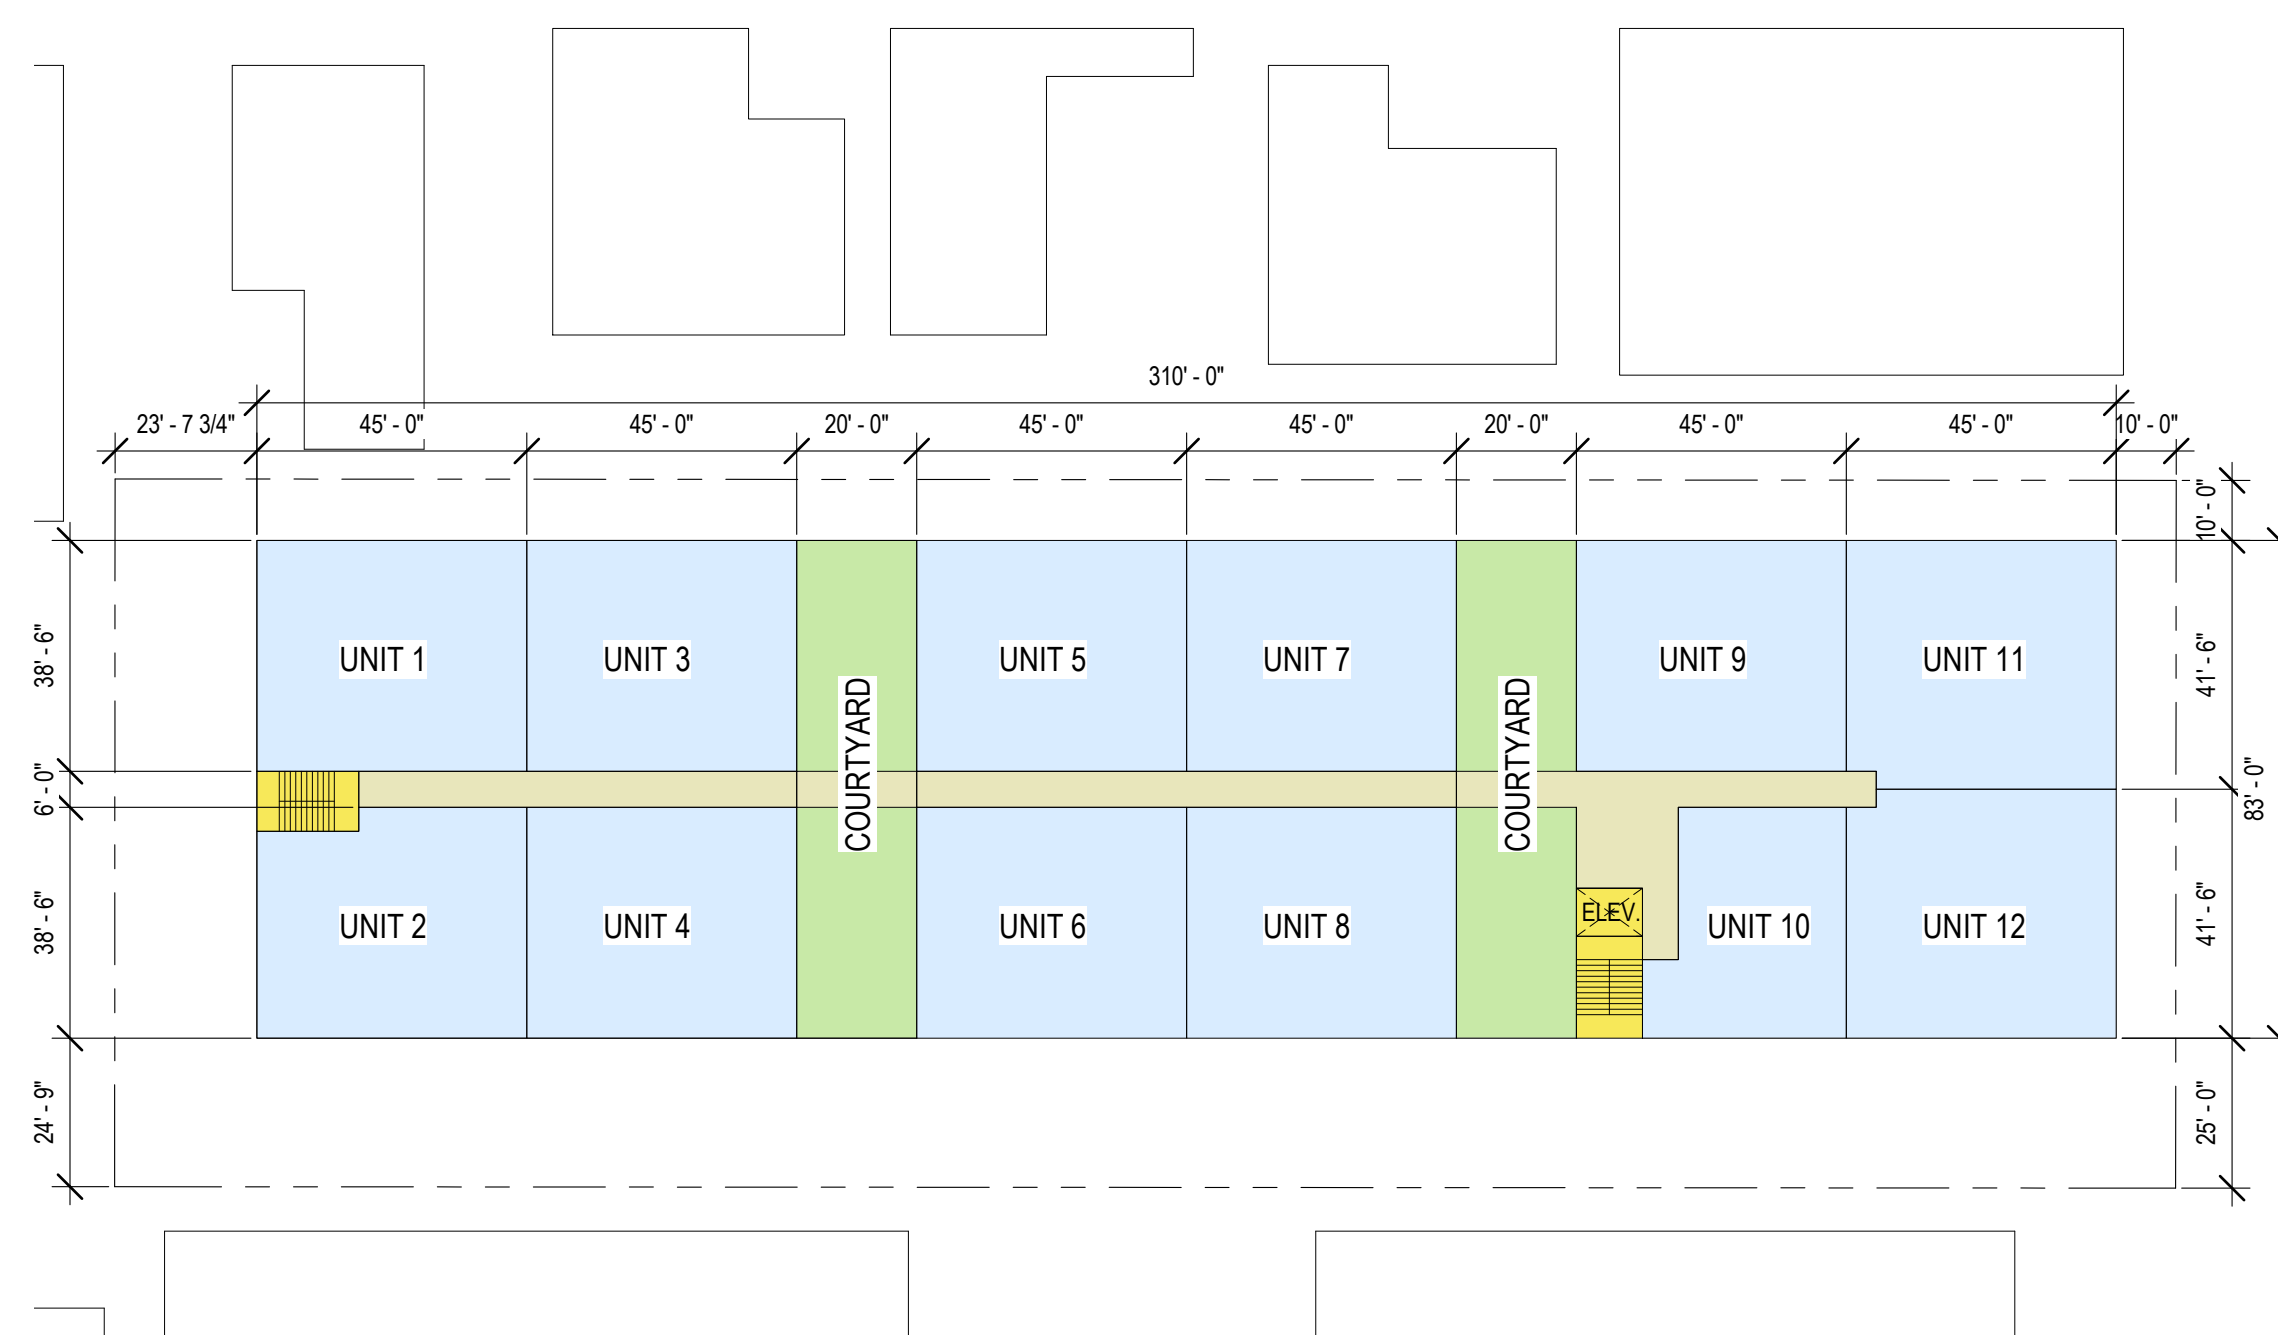 310' - 0"
23' - 7 3/4"
45' - 0"
45' - 0"
20' - 0"
45' - 0"
45' - 0"
20' - 0"
45' - 0"
45' - 0"
10' - 0"
10' - 0"
38' - 6"
6' - 0"
38' - 6"
24' - 9"
UNIT 1
UNIT 3
COURTYARD
UNIT 5
UNIT 7
COURTYARD
UNIT 9
UNIT 11
UNIT 2
UNIT 4
UNIT 6
UNIT 8
ELEV.
UNIT 10
UNIT 12
41' - 6"
83' - 0"
41' - 6"
25' - 0"